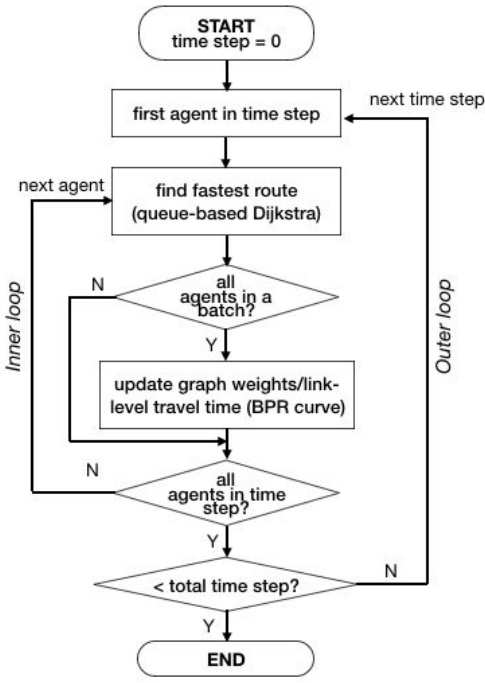 START
time step = 0
next time step
first agent in time step
next agent
find fastest route
(queue-based Dijkstra)
N
all
agents in a
batch?
Inner loop
Outer loop
Y
update graph weights/link-
level travel time (BPR curve)
N
all
agents in time
step?
Y
N
< total time step?
Y
END